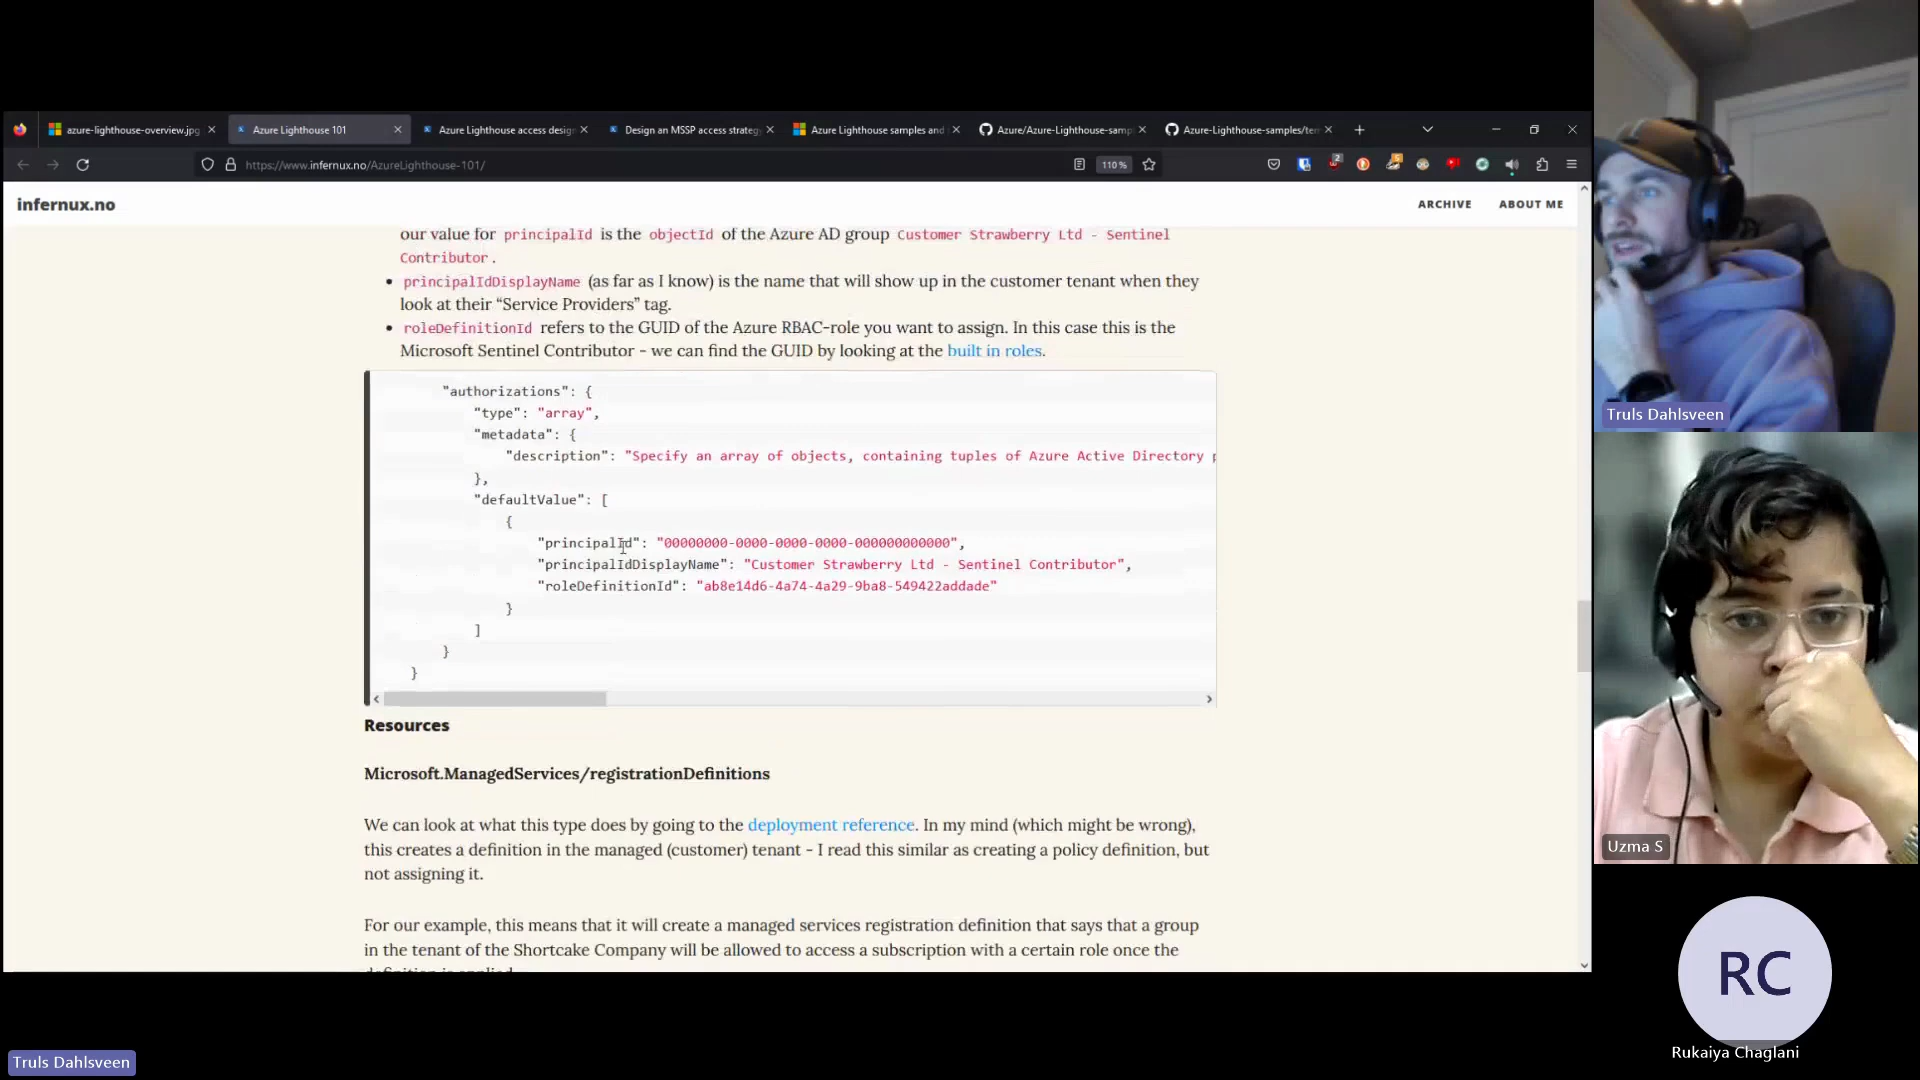 azure-lighthouse-overview.jpg
Azure Lighthouse 101
Azure Lighthouse access design
Design an MSSP access strategy
Azure Lighthouse samples and
Azure/Azure-Lighthouse-samp
Azure-Lighthouse-samples/ten
https://www.infernux.no/AzureLighthouse-101/
110%
2
5
infernux.no
ARCHIVE
ABOUT ME
our value for principalId is the objectId of the Azure AD group Customer Strawberry Ltd - Sentinel
Contributor.
• principalIdDisplayName (as far as I know) is the name that will show up in the customer tenant when they
look at their “Service Providers” tag.
• roleDefinitionId refers to the GUID of the Azure RBAC-role you want to assign. In this case this is the
Microsoft Sentinel Contributor - we can find the GUID by looking at the built in roles.
"authorizations": {
"type": "array",
"metadata": {
"description": "Specify an array of objects, containing tuples of Azure Active Directory p
},
"defaultValue": [
{
"principalId": "00000000-0000-0000-0000-000000000000",
"principalIdDisplayName": "Customer Strawberry Ltd - Sentinel Contributor",
"roleDefinitionId": "ab8e14d6-4a74-4a29-9ba8-549422addade"
}
]
}
}
Resources
Microsoft.ManagedServices/registrationDefinitions
We can look at what this type does by going to the deployment reference. In my mind (which might be wrong),
this creates a definition in the managed (customer) tenant - I read this similar as creating a policy definition, but
not assigning it.
For our example, this means that it will create a managed services registration definition that says that a group
in the tenant of the Shortcake Company will be allowed to access a subscription with a certain role once the
definition is applied
Truls Dahlsveen
Uzma S
RC
Rukaiya Chaglani
Truls Dahlsveen